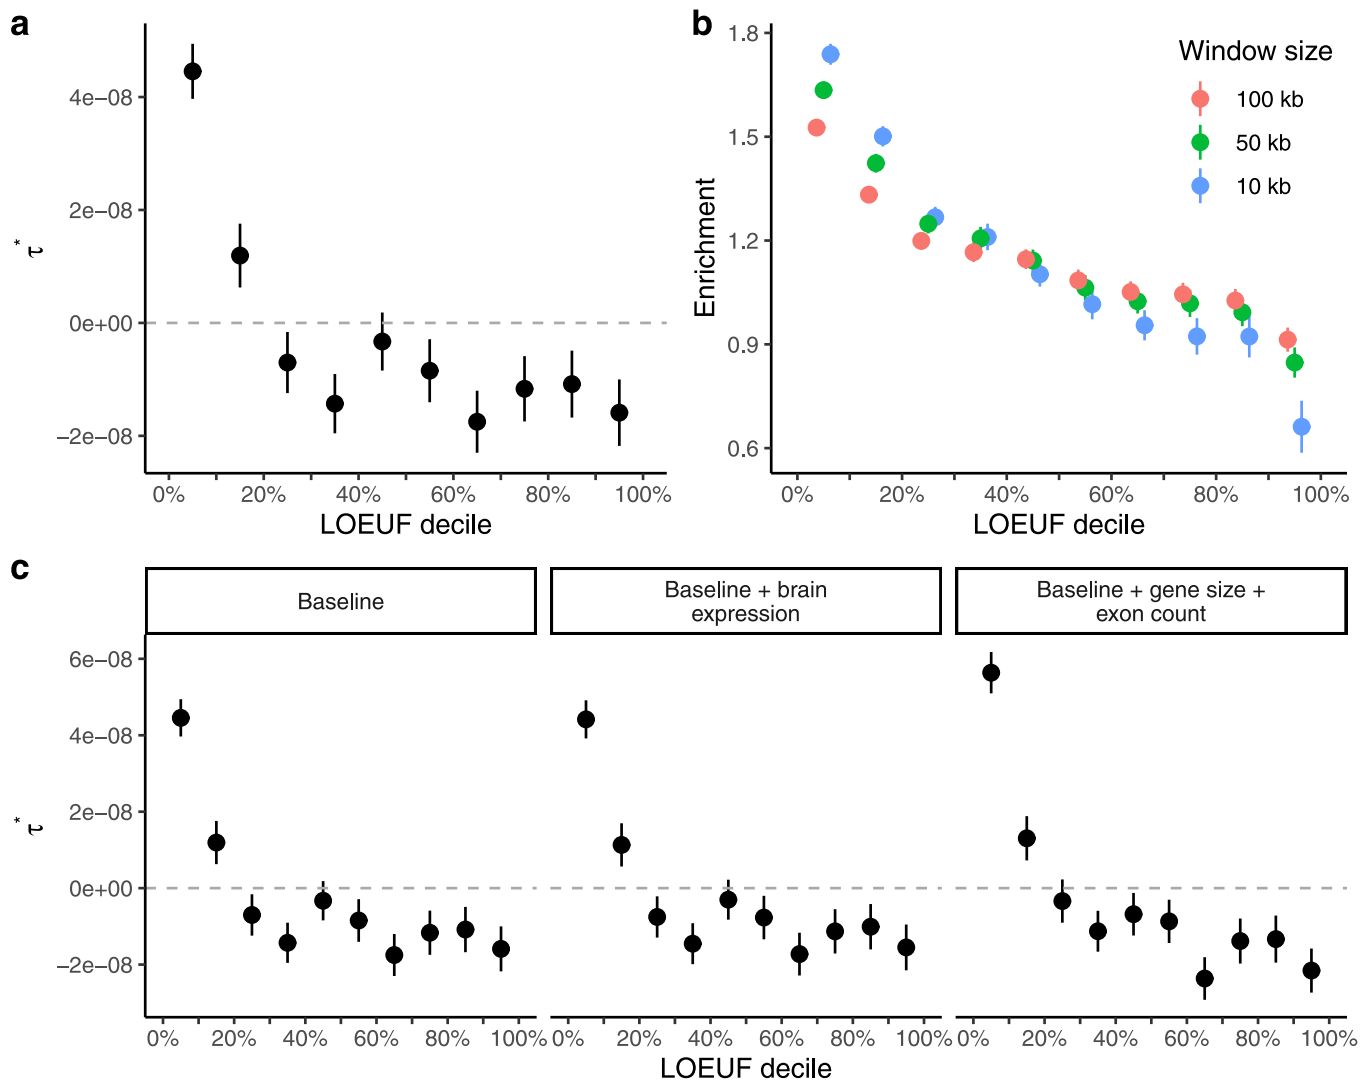 a
4e−08
2e−08
0e+00
−2e−08
τ*
0%
20%
40%
60%
80%
100%
LOEUF decile
b
1.8
1.5
1.2
0.9
0.6
Enrichment
Window size
100 kb
50 kb
10 kb
0%
20%
40%
60%
80%
100%
LOEUF decile
c
Baseline
Baseline + brain
expression
Baseline + gene size +
exon count
6e−08
4e−08
2e−08
0e+00
−2e−08
τ*
0%
20%
40%
60%
80%
100%
0%
20%
40%
60%
80%
100%
0%
20%
40%
60%
80%
100%
LOEUF decile